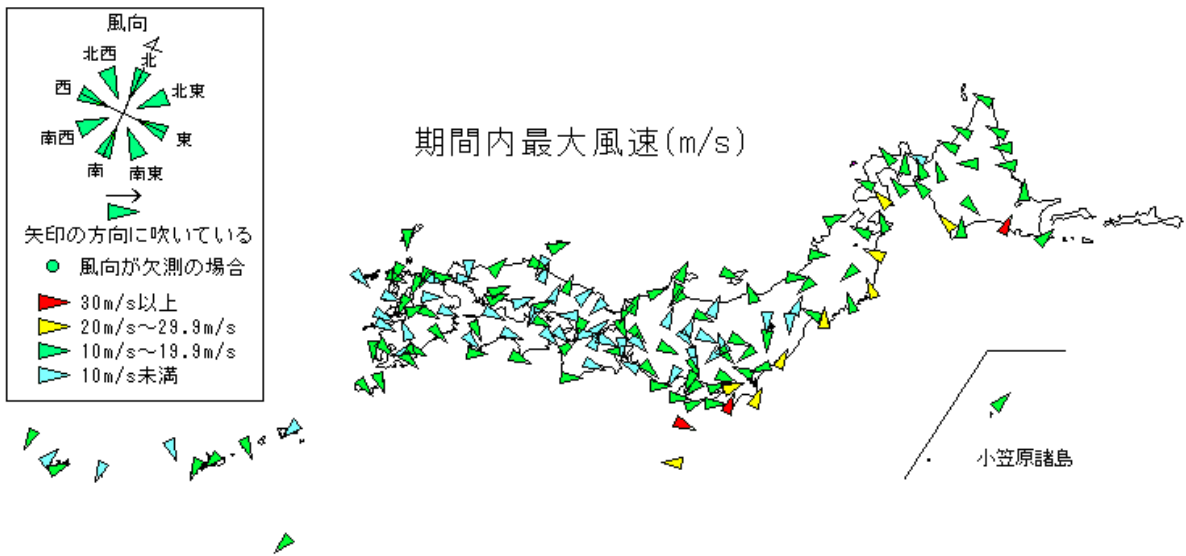 風向
北西
北
西
北東
南西
東
南
南東
矢印の方向に吹いている
風向が欠測の場合
30m/s以上
20m/s～29.9m/s
10m/s～19.9m/s
10m/s未満
期間内最大風速(m/s)
小笠原諸島